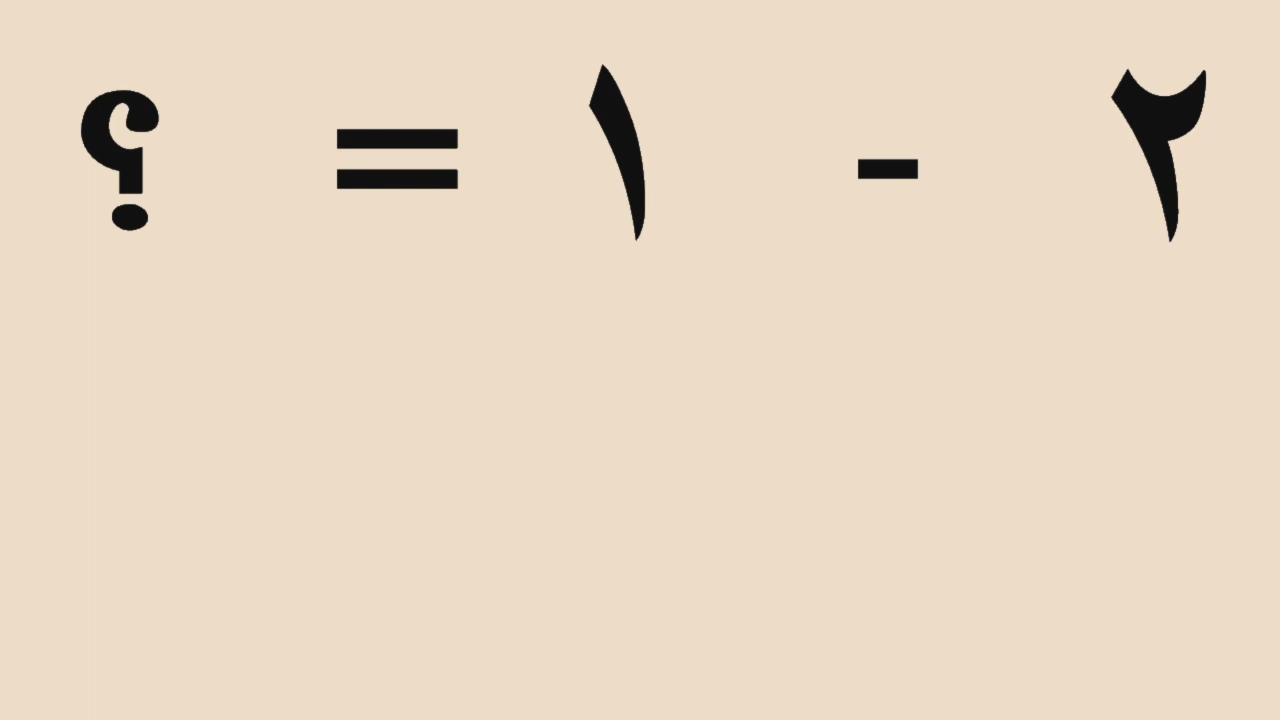 ٢ - ١ = ؟